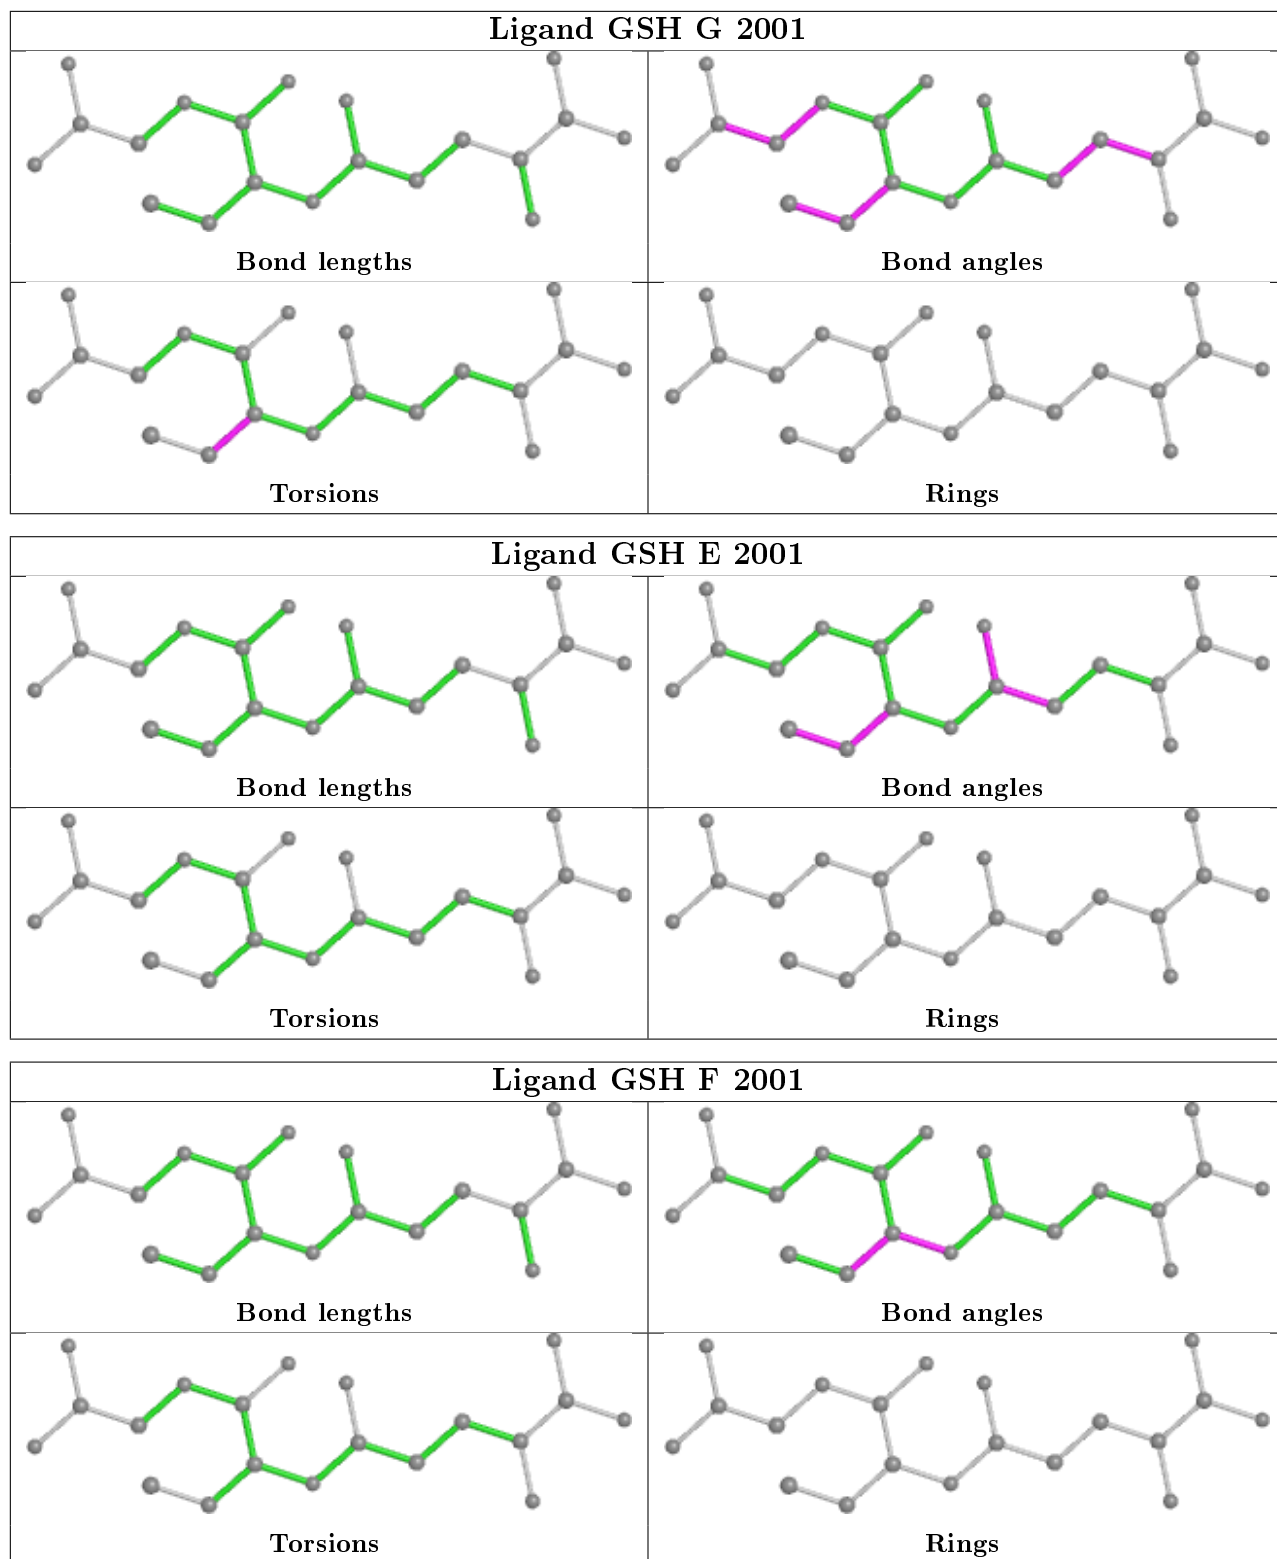 Ligand GSH G 2001
Bond lengths
Bond angles
Torsions
Rings
Ligand GSH E 2001
Bond lengths
Bond angles
Torsions
Rings
Ligand GSH F 2001
Bond lengths
Bond angles
Torsions
Rings